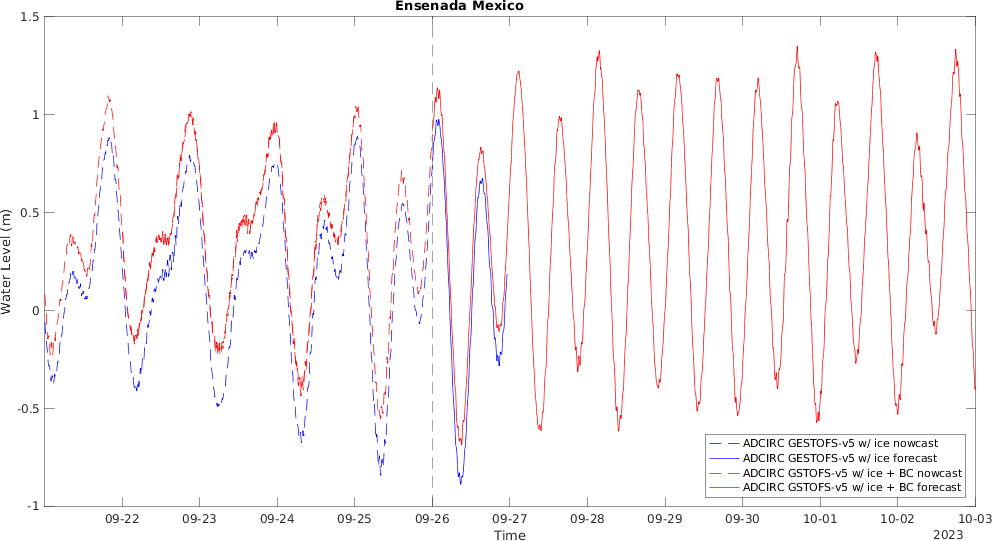 Ensenada Mexico
Water Level (m)
1.5
1
0.5
0
-0.5
-1
09-22 09-23 09-24 09-25 09-26 09-27 09-28 09-29 09-30 10-01 10-02 10-03
Time
2023
ADCIRC GESTOFS-v5 w/ ice nowcast
ADCIRC GESTOFS-v5 w/ ice forecast
ADCIRC GSTOFS-v5 w/ ice + BC nowcast
ADCIRC GSTOFS-v5 w/ ice + BC forecast